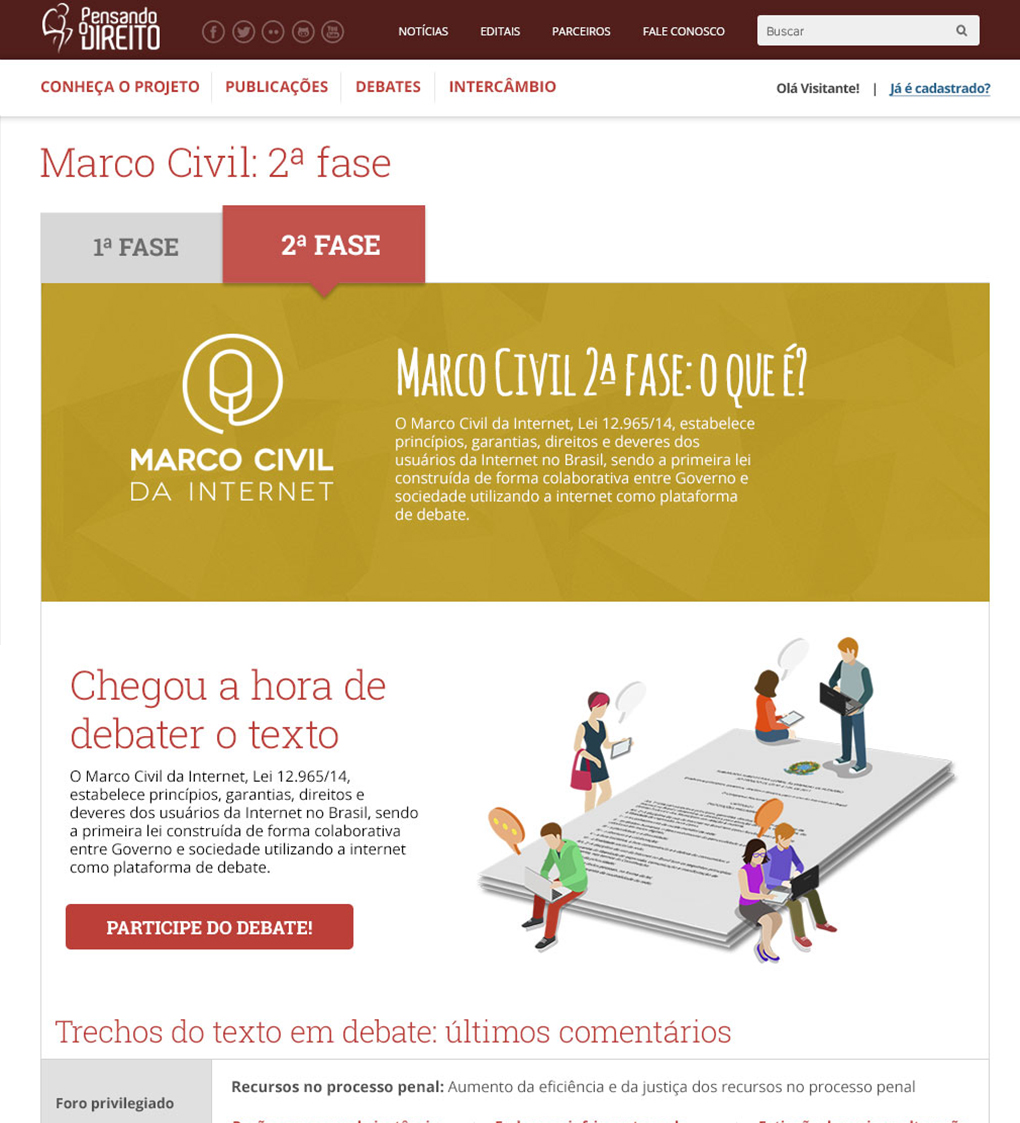 Pensando
O DIREITO
NOTÍCIAS
EDITAIS
PARCEIROS
FALE CONOSCO
Buscar
CONHEÇA O PROJETO
PUBLICAÇÕES
DEBATES
INTERCÂMBIO
Olá Visitante! | Já é cadastrado?
Marco Civil: 2ª fase
1ª FASE
2ª FASE
MARCO CIVIL
DA INTERNET
MARCO CIVIL 2ª FASE: O QUE É?
O Marco Civil da Internet, Lei 12.965/14, estabelece
princípios, garantias, direitos e deveres dos
usuários da Internet no Brasil, sendo a primeira lei
construída de forma colaborativa entre Governo e
sociedade utilizando a internet como plataforma
de debate.
Chegou a hora de
debater o texto
O Marco Civil da Internet, Lei 12.965/14,
estabelece princípios, garantias, direitos e
deveres dos usuários da Internet no Brasil, sendo
a primeira lei construída de forma colaborativa
entre Governo e sociedade utilizando a internet
como plataforma de debate.
PARTICIPE DO DEBATE!
Trechos do texto em debate: últimos comentários
Foro privilegiado
Recursos no processo penal: Aumento da eficiência e da justiça dos recursos no processo penal